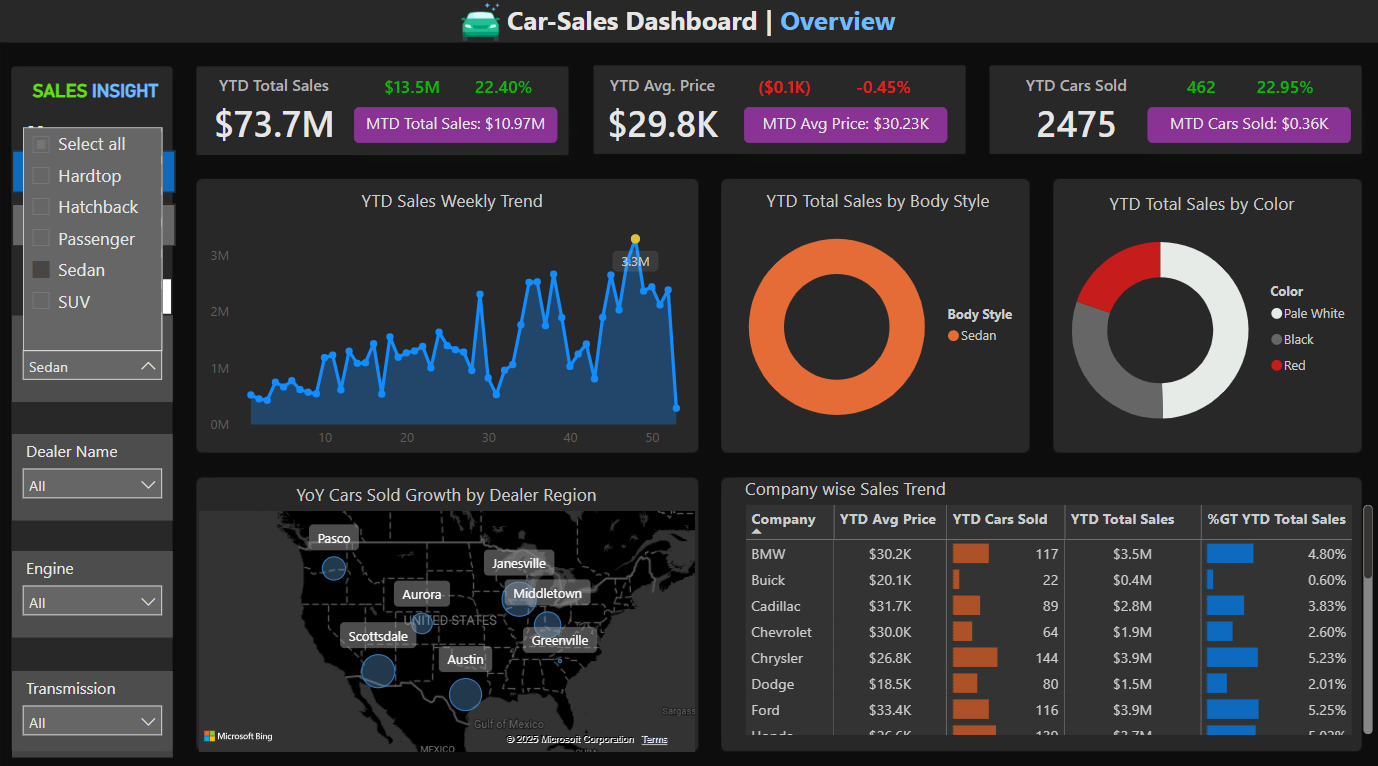 Car-Sales Dashboard | Overview
SALES INSIGHT
Select all
Hardtop
Hatchback
Passenger
Sedan
SUV
Sedan
Dealer Name
All
Engine
All
Transmission
All
YTD Total Sales
$13.5M
22.40%
$73.7M
MTD Total Sales: $10.97M
YTD Avg. Price
($0.1K)
-0.45%
$29.8K
MTD Avg Price: $30.23K
YTD Cars Sold
462
22.95%
2475
MTD Cars Sold: $0.36K
YTD Sales Weekly Trend
3M
2M
1M
0M
3.3M
10
20
30
40
50
YTD Total Sales by Body Style
Body Style
Sedan
YTD Total Sales by Color
Color
Pale White
Black
Red
YoY Cars Sold Growth by Dealer Region
Pasco
Janesville
Aurora
Middletown
UNITED STATES
Scottsdale
Greenville
Austin
Gulf of Mexico
Sargass
MEXICO
Microsoft Bing
© 2025 Microsoft Corporation Terms
Company wise Sales Trend
Company YTD Avg Price YTD Cars Sold YTD Total Sales %GT YTD Total Sales
BMW $30.2K 117 $3.5M 4.80%
Buick $20.1K 22 $0.4M 0.60%
Cadillac $31.7K 89 $2.8M 3.83%
Chevrolet $30.0K 64 $1.9M 2.60%
Chrysler $26.8K 144 $3.9M 5.23%
Dodge $18.5K 80 $1.5M 2.01%
Ford $33.4K 116 $3.9M 5.25%